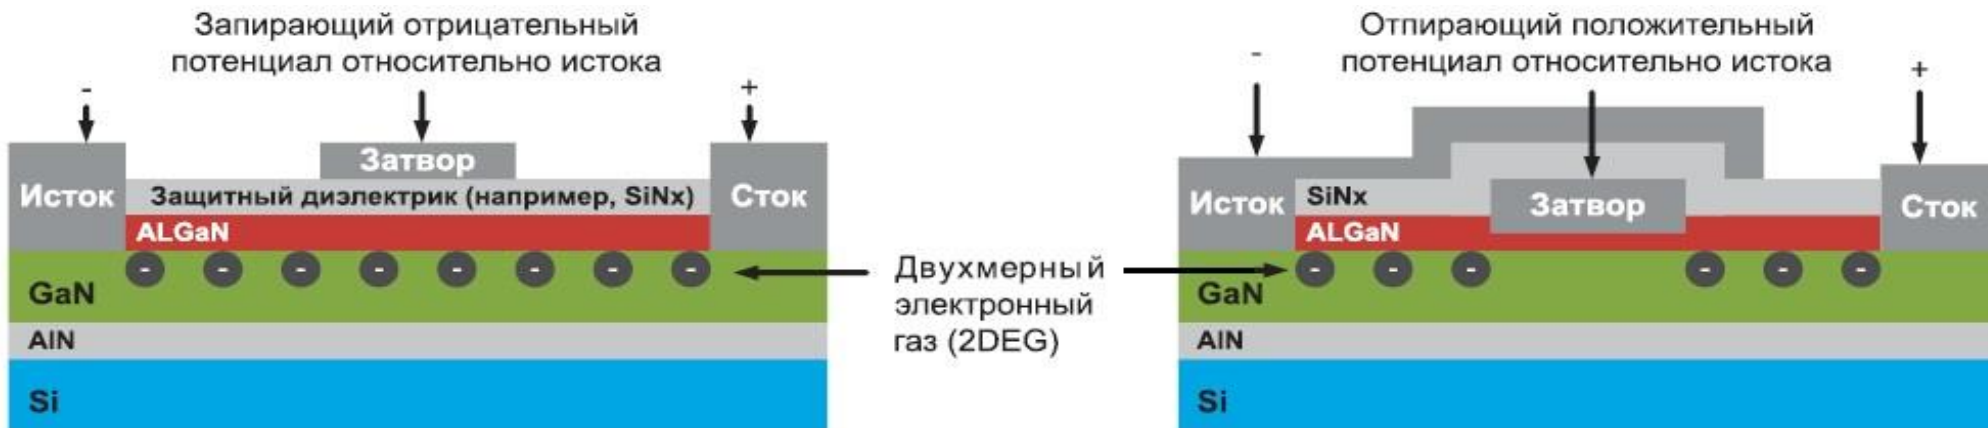 Запирающий отрицательный
потенциал относительно истока
-
+
Затвор
Исток
Защитный диэлектрик (например, SiNx)
Сток
ALGaN
- - - - - - - -
GaN
AlN
Si
Двухмерный
электронный
газ (2DEG)
Отпирающий положительный
потенциал относительно истока
-
+
Исток
SiNx
Затвор
Сток
ALGaN
- - - - - -
GaN
AlN
Si